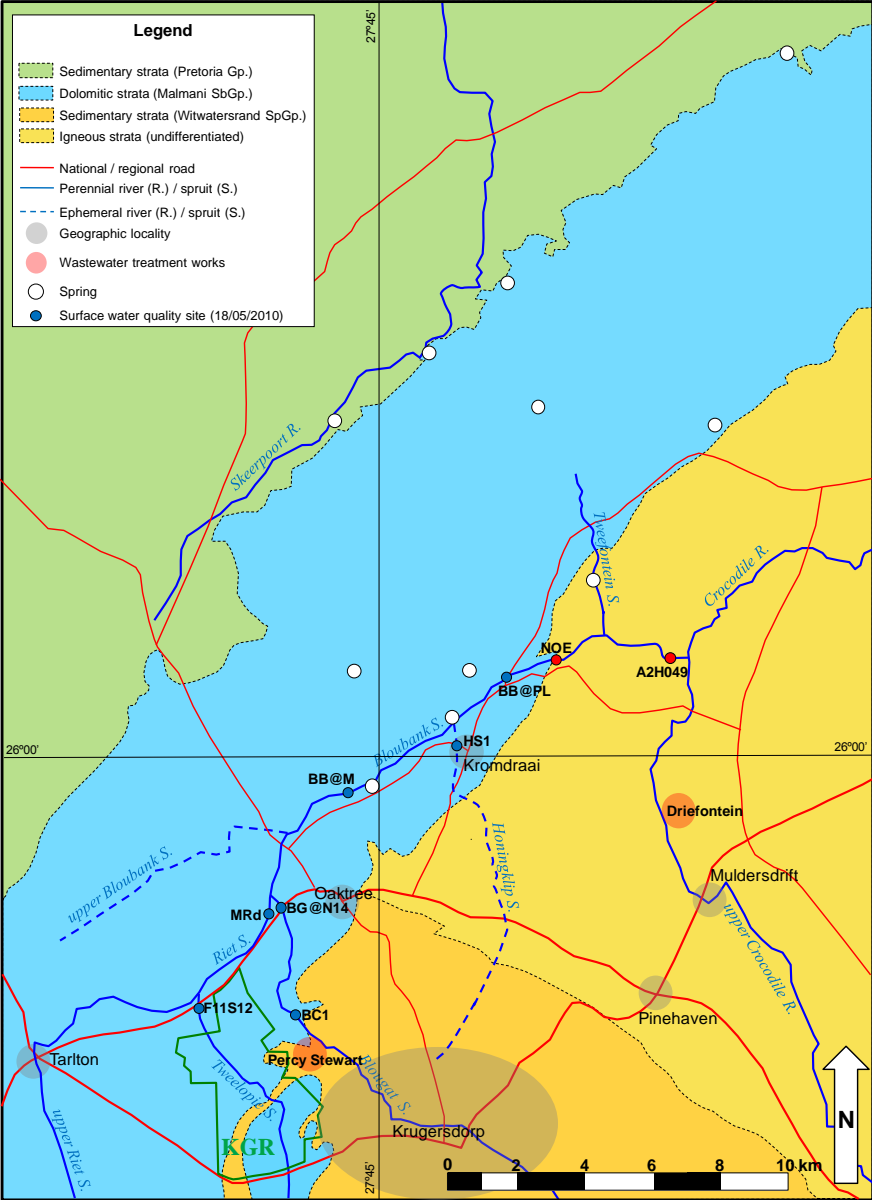 Legend
Sedimentary strata (Pretoria Gp.)
Dolomitic strata (Malmani SbGp.)
Sedimentary strata (Witwatersrand SpGp.)
Igneous strata (undifferentiated)
National / regional road
Perennial river (R.) / spruit (S.)
Ephemeral river (R.) / spruit (S.)
Geographic locality
Wastewater treatment works
Spring
Surface water quality site (18/05/2010)
27°45'
Skeerpoort R.
Tweefontein S.
Crocodile R.
NOE
A2H049
BB@PL
Bloubank S.
HS1
26°00'
26°00'
Kromdraai
BB@M
Driefontein
Honingklip S.
upper Bloubank S.
Muldersdrift
Oaktree
BG@N14
MRd
upper Crocodile R.
Riet S.
F11S12
BC1
Pinehaven
Tarlton
Percy Stewart
Blougat S.
Tweelopie S.
upper Riet S.
Krugersdorp
KGR
N
27°45'
0 2 4 6 8 10 km